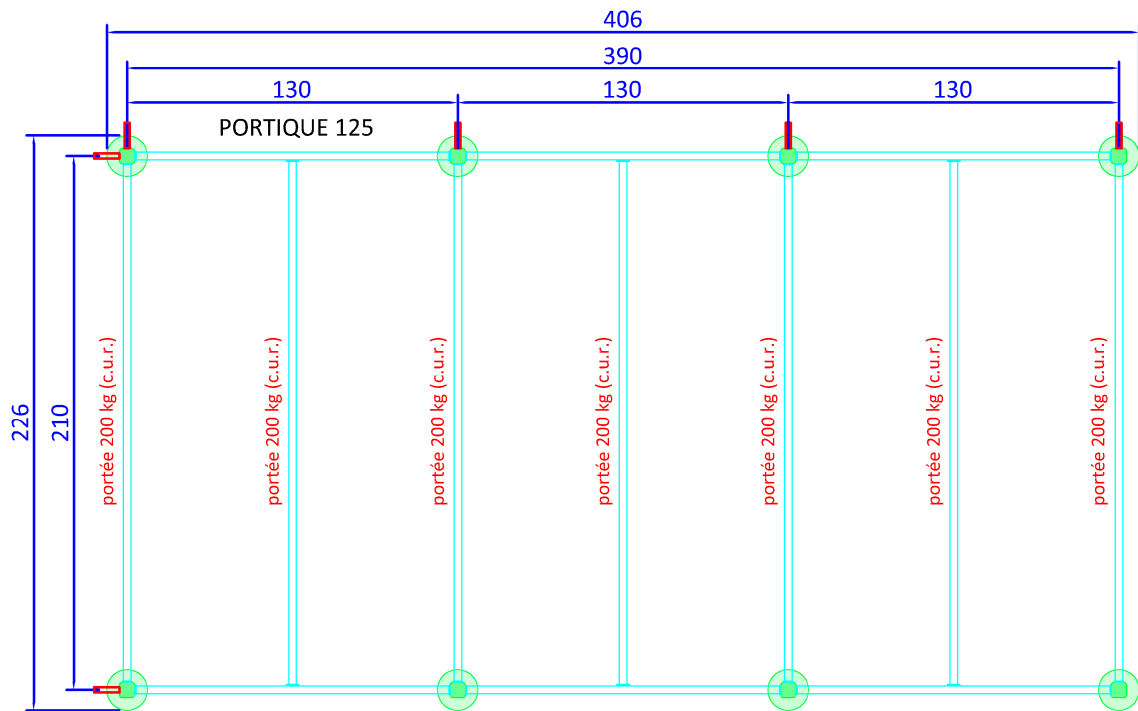 406
390
130
130
130
PORTIQUE 125
226
210
portée 200 kg (c.u.r.)
portée 200 kg (c.u.r.)
portée 200 kg (c.u.r.)
portée 200 kg (c.u.r.)
portée 200 kg (c.u.r.)
portée 200 kg (c.u.r.)
portée 200 kg (c.u.r.)